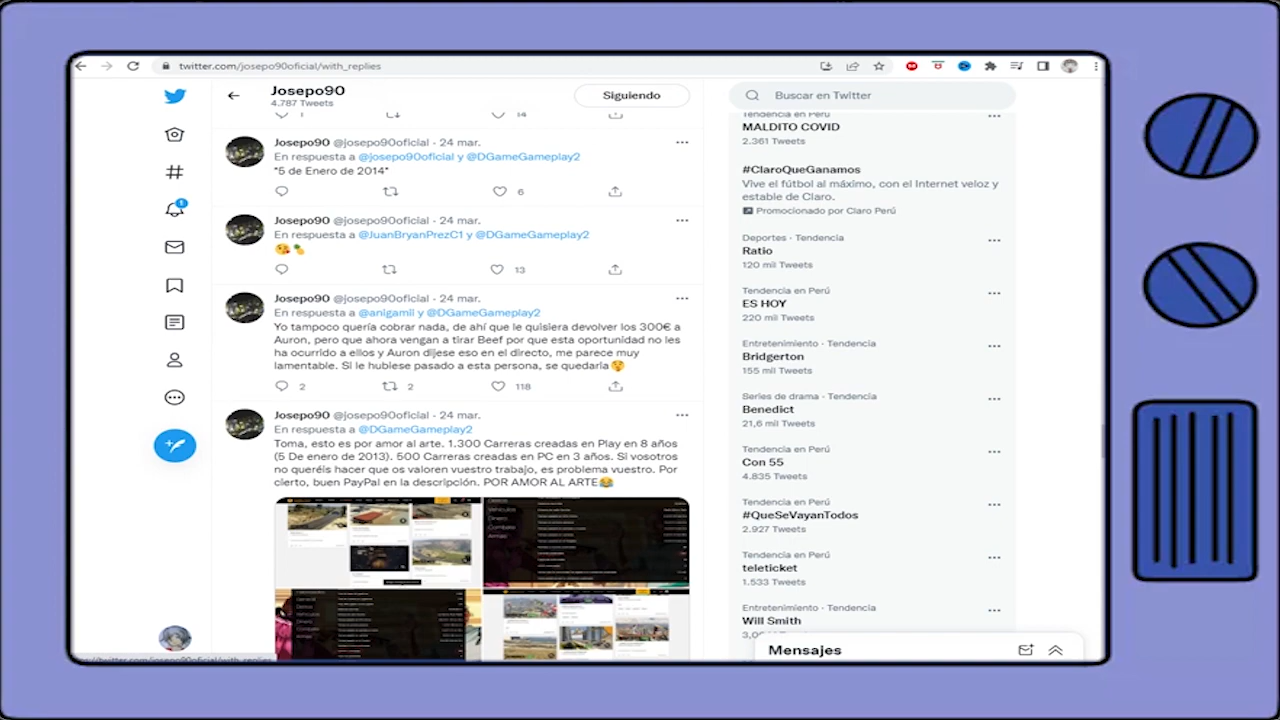 twitter.com/josepo90oficial/with_replies
Josepo90
4.787 Tweets
Siguiendo
1
14
Josepo90 @josepo90oficial · 24 mar.
En respuesta a @josepo90oficial y @DGameGameplay2
"5 de Enero de 2014"
6
Josepo90 @josepo90oficial · 24 mar.
En respuesta a @JuanBryanPrezC1 y @DGameGameplay2
😘🍍
13
Josepo90 @josepo90oficial · 24 mar.
En respuesta a @anigamii y @DGameGameplay2
Yo tampoco quería cobrar nada, de ahí que le quisiera devolver los 300€ a
Auron, pero que ahora vengan a tirar Beef por que esta oportunidad no les
ha ocurrido a ellos y Auron dijese eso en el directo, me parece muy
lamentable. Si le hubiese pasado a esta persona, se quedaría🤫
2
2
118
Josepo90 @josepo90oficial · 24 mar.
En respuesta a @DGameGameplay2
Toma, esto es por amor al arte. 1.300 Carreras creadas en Play en 8 años
(5 De enero de 2013). 500 Carreras creadas en PC en 3 años. Si vosotros
no queréis hacer que os valoren vuestro trabajo, es problema vuestro. Por
cierto, buen PayPal en la descripción. POR AMOR AL ARTE😂
Buscar en Twitter
Tendencia en Perú
MALDITO COVID
2.361 Tweets
#ClaroQueGanamos
Vive el fútbol al máximo, con el Internet veloz y
estable de Claro.
Promocionado por Claro Perú
Deportes · Tendencia
Ratio
120 mil Tweets
Tendencia en Perú
ES HOY
220 mil Tweets
Entretenimiento · Tendencia
Bridgerton
155 mil Tweets
Series de drama · Tendencia
Benedict
21,6 mil Tweets
Tendencia en Perú
Con 55
4.835 Tweets
Tendencia en Perú
#QueSeVayanTodos
2.927 Tweets
Tendencia en Perú
teleticket
1.533 Tweets
Entretenimiento · Tendencia
Will Smith
Mensajes
1